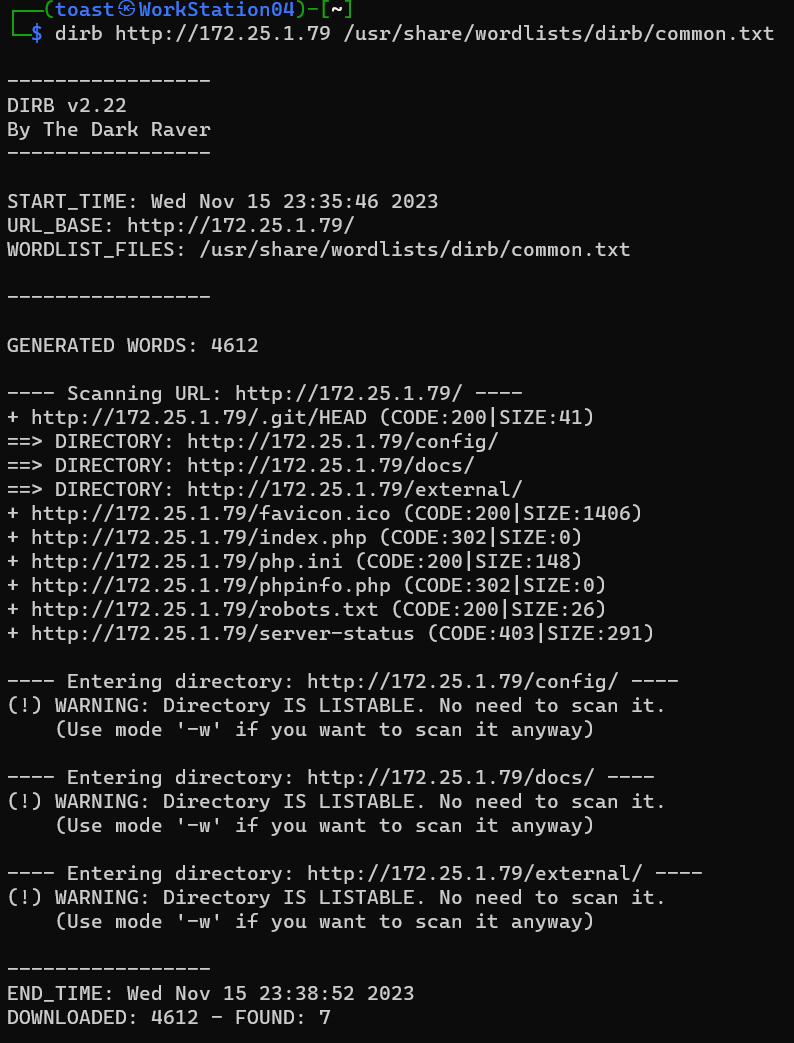 ┌──(toast㉿WorkStation04)-[~]
└─$ dirb http://172.25.1.79 /usr/share/wordlists/dirb/common.txt
-----------------
DIRB v2.22
By The Dark Raver
-----------------
START_TIME: Wed Nov 15 23:35:46 2023
URL_BASE: http://172.25.1.79/
WORDLIST_FILES: /usr/share/wordlists/dirb/common.txt
-----------------
GENERATED WORDS: 4612
---- Scanning URL: http://172.25.1.79/ ----
+ http://172.25.1.79/.git/HEAD (CODE:200|SIZE:41)
==> DIRECTORY: http://172.25.1.79/config/
==> DIRECTORY: http://172.25.1.79/docs/
==> DIRECTORY: http://172.25.1.79/external/
+ http://172.25.1.79/favicon.ico (CODE:200|SIZE:1406)
+ http://172.25.1.79/index.php (CODE:302|SIZE:0)
+ http://172.25.1.79/php.ini (CODE:200|SIZE:148)
+ http://172.25.1.79/phpinfo.php (CODE:302|SIZE:0)
+ http://172.25.1.79/robots.txt (CODE:200|SIZE:26)
+ http://172.25.1.79/server-status (CODE:403|SIZE:291)
---- Entering directory: http://172.25.1.79/config/ ----
(!) WARNING: Directory IS LISTABLE. No need to scan it.
    (Use mode '-w' if you want to scan it anyway)
---- Entering directory: http://172.25.1.79/docs/ ----
(!) WARNING: Directory IS LISTABLE. No need to scan it.
    (Use mode '-w' if you want to scan it anyway)
---- Entering directory: http://172.25.1.79/external/ ----
(!) WARNING: Directory IS LISTABLE. No need to scan it.
    (Use mode '-w' if you want to scan it anyway)
-----------------
END_TIME: Wed Nov 15 23:38:52 2023
DOWNLOADED: 4612 - FOUND: 7